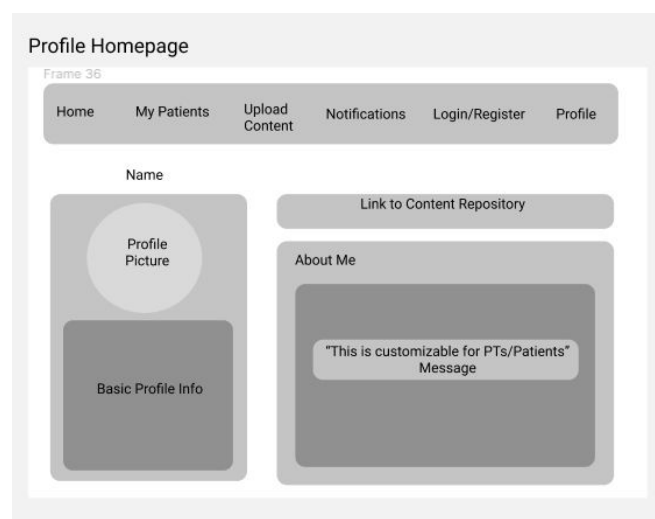 Profile Homepage
Frame 36
Home
My Patients
Upload
Content
Notifications
Login/Register
Profile
Name
Profile
Picture
Basic Profile Info
Link to Content Repository
About Me
"This is customizable for PTs/Patients"
Message